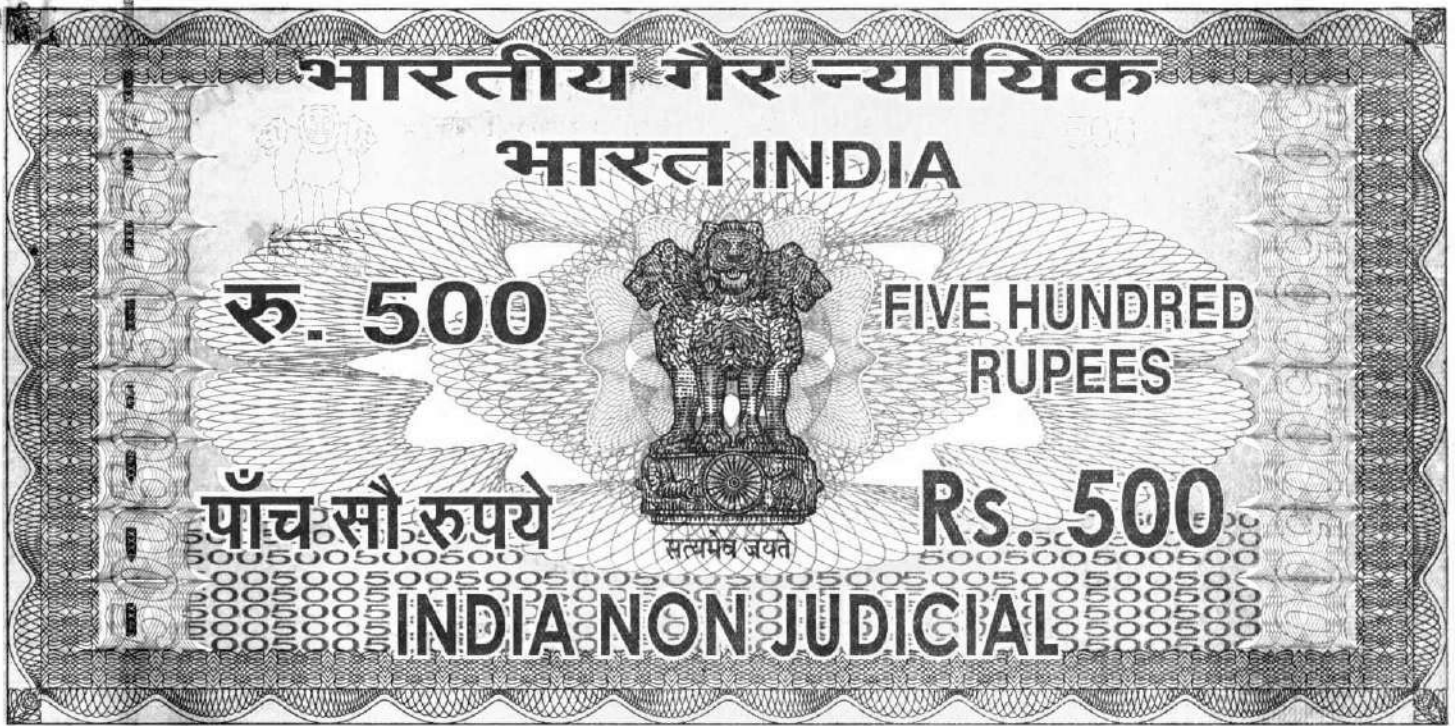 भारतीय गैर न्यायिक
भारत INDIA
रु. 500
FIVE HUNDRED
RUPEES
पाँच सौ रुपये
Rs. 500
सत्यमेव जयते
INDIA NON JUDICIAL